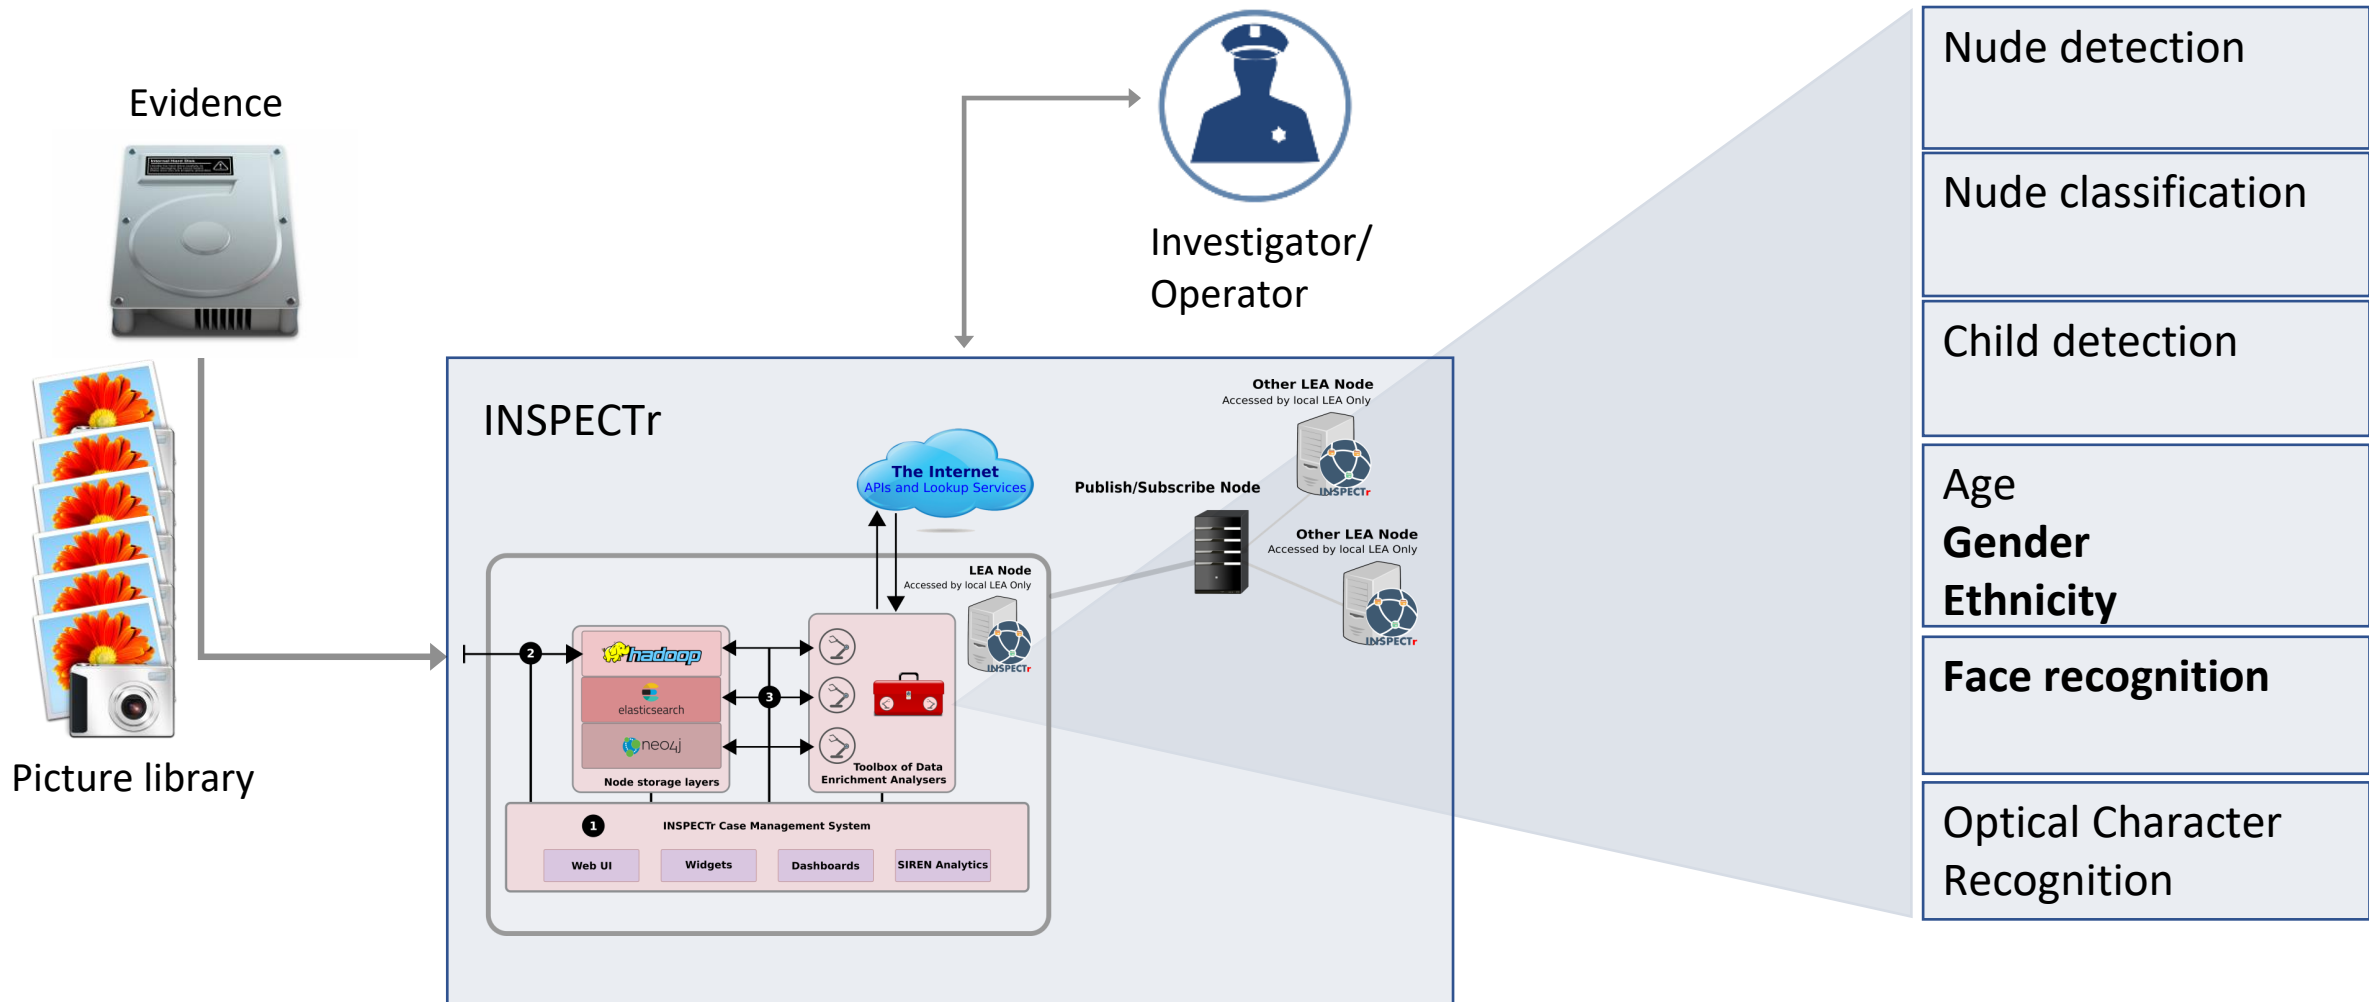 Evidence
Picture library
Investigator/
Operator
INSPECTr
The Internet
APIs and Lookup Services
Publish/Subscribe Node
Other LEA Node
Accessed by local LEA Only
INSPECTr
Other LEA Node
Accessed by local LEA Only
INSPECTr
LEA Node
Accessed by local LEA Only
INSPECTr
2
hadoop
elasticsearch
neo4j
Node storage layers
3
Toolbox of Data
Enrichment Analysers
1
INSPECTr Case Management System
Web UI
Widgets
Dashboards
SIREN Analytics
Nude detection
Nude classification
Child detection
Age
Gender
Ethnicity
Face recognition
Optical Character
Recognition